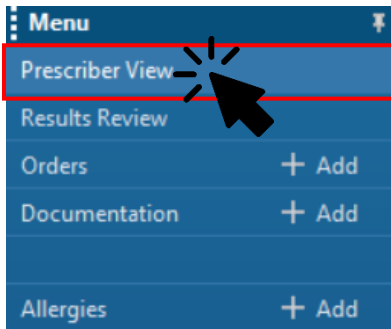 Menu
Prescriber View
Results Review
Orders + Add
Documentation + Add
Allergies + Add